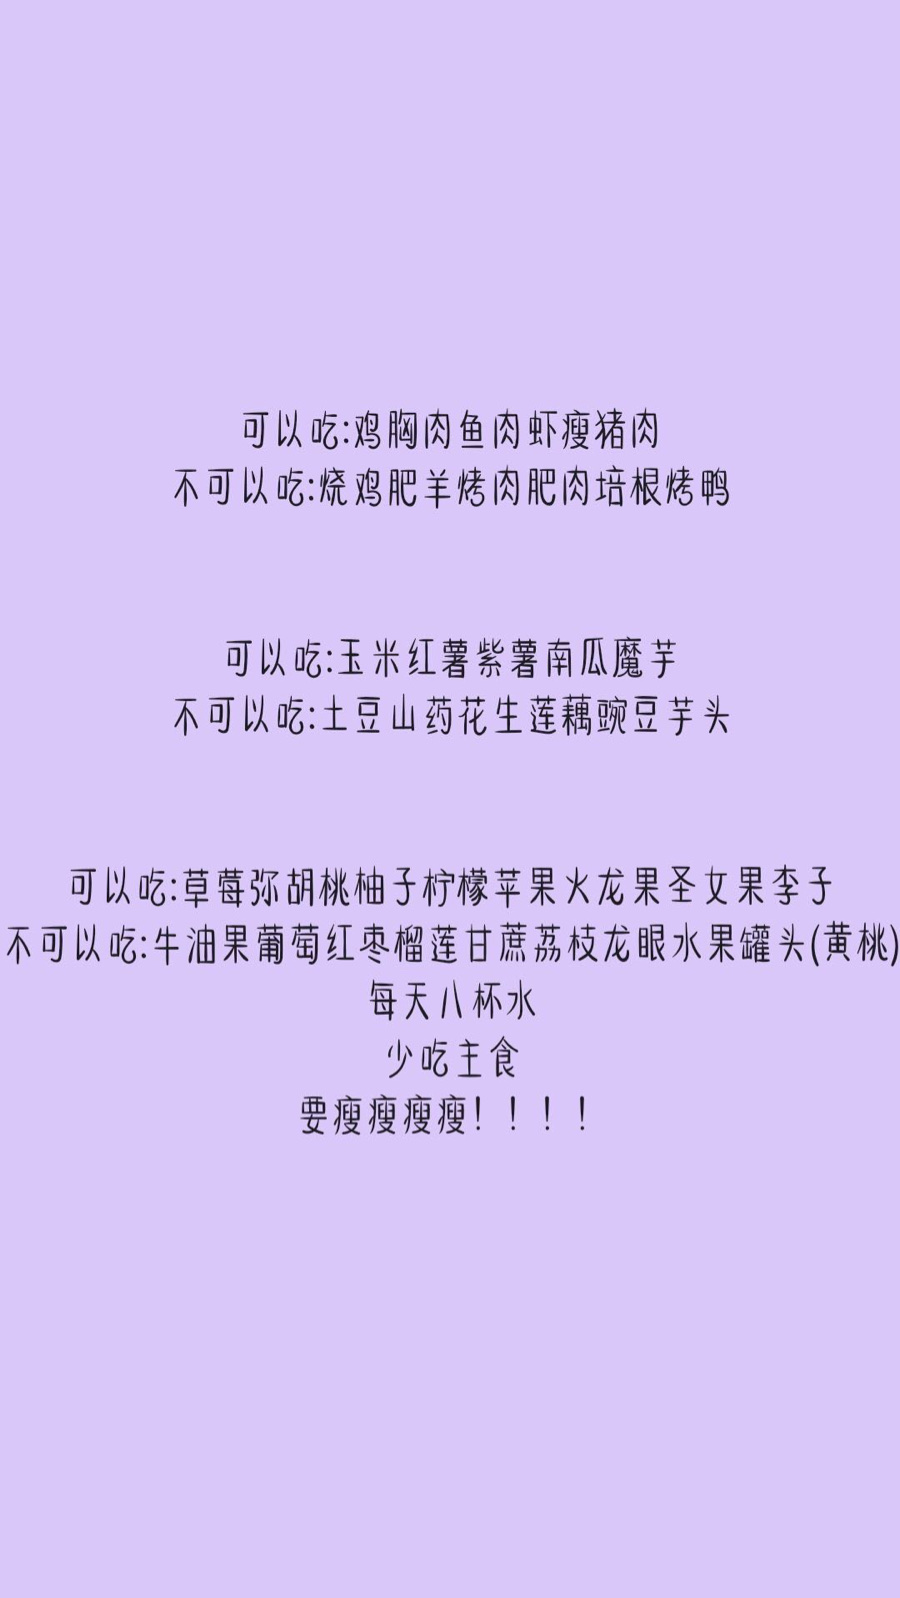 可以吃:鸡胸肉鱼肉虾瘦猪肉
不可以吃:烧鸡肥羊烤肉肥肉培根烤鸭
可以吃:玉米红薯紫薯南瓜魔芋
不可以吃:土豆山药花生莲藕豌豆芋头
可以吃:草莓弥胡桃柚子柠檬苹果火龙果圣女果李子
不可以吃:牛油果葡萄红枣榴莲甘蔗荔枝龙眼水果罐头(黄桃)
每天八杯水
少吃主食
要瘦瘦瘦瘦!!!!